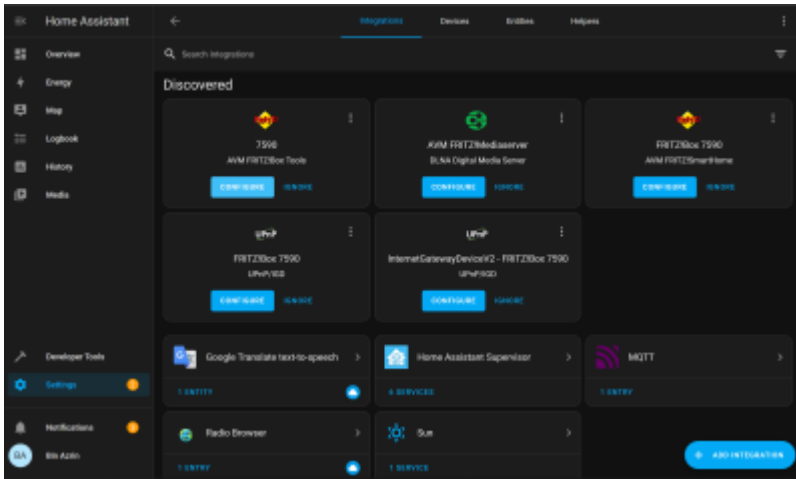 Home Assistant
Integrations Devices Entities Helpers
Search integrations
Overview
Energy
Map
Logbook
History
Media
Developer Tools
Settings
Notifications
BA
Discovered
7590
AVM FRITZ!Box Tools
CONFIGURE IGNORE
AVM FRITZ!Mediaserver
DLNA Digital Media Server
CONFIGURE IGNORE
FRITZ!Box 7590
AVM FRITZ!SmartHome
CONFIGURE IGNORE
UPnP
FRITZ!Box 7590
UPnP/IGD
CONFIGURE IGNORE
UPnP
InternetGatewayDeviceV2 - FRITZ!Box 7590
UPnP/IGD
CONFIGURE IGNORE
Google Translate text-to-speech
1 ENTITY
Home Assistant Supervisor
6 SERVICES
MQTT
1 ENTRY
Radio Browser
1 ENTRY
Sun
1 SERVICE
ADD INTEGRATION